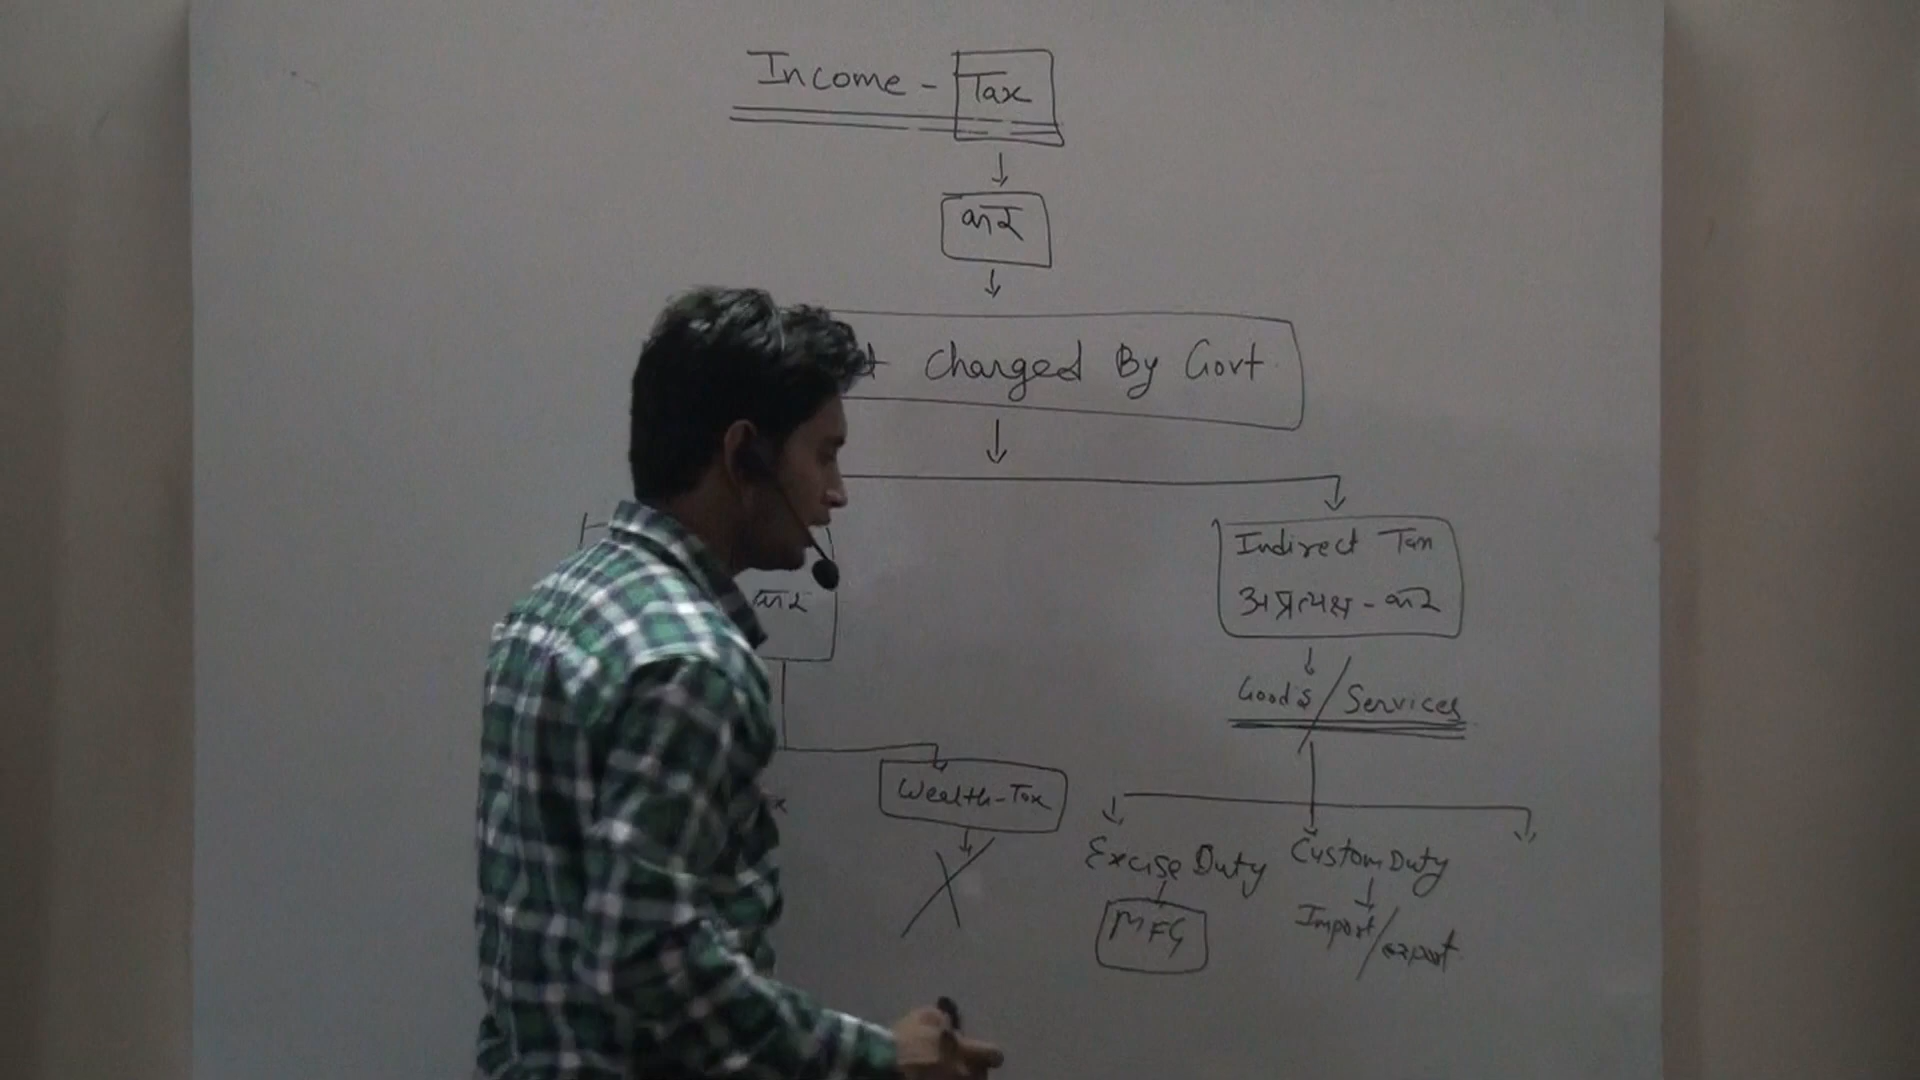 Income - Tax
कर
Charged By Govt
Indirect Tax
अप्रत्यक्ष - कर
कर
Goods / Services
Wealth-Tax
Excise Duty
Custom Duty
MFG
Import / export